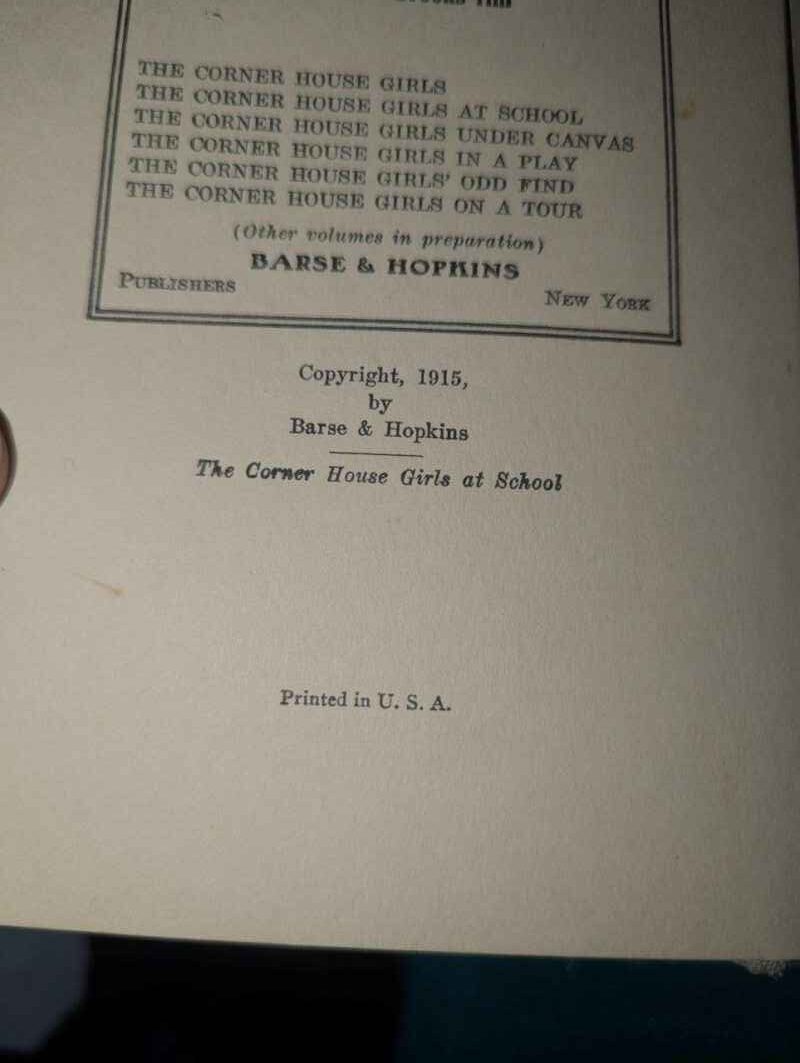 THE CORNER HOUSE GIRLS
THE CORNER HOUSE GIRLS AT SCHOOL
THE CORNER HOUSE GIRLS UNDER CANVAS
THE CORNER HOUSE GIRLS IN A PLAY
THE CORNER HOUSE GIRLS' ODD FIND
THE CORNER HOUSE GIRLS ON A TOUR
(Other volumes in preparation)
BARSE & HOPKINS
PUBLISHERS NEW YORK
Copyright, 1915,
by
Barse & Hopkins
The Corner House Girls at School
Printed in U. S. A.